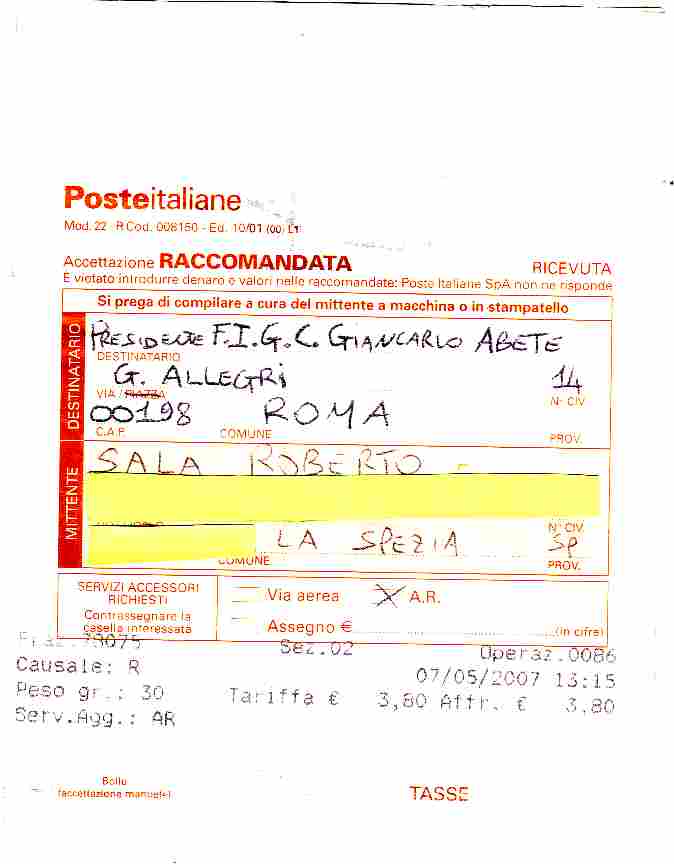 Posteitaliane
Mod. 22 - R Cod. 008150 - Ed. 10/01 (00) L1
Accettazione RACCOMANDATA
RICEVUTA
È vietato introdurre denaro e valori nelle raccomandate: Poste Italiane SpA non ne risponde
Si prega di compilare a cura del mittente a macchina o in stampatello
DESTINATARIO
PRESIDENTE F.I.G.C. GIANCARLO ABETE
DESTINATARIO
G. ALLEGRI 14
VIA / PIAZZA N° CIV.
00198 ROMA
C.A.P. COMUNE PROV.
MITTENTE
SALA ROBERTO
N° CIV.
LA SPEZIA SP
COMUNE PROV.
SERVIZI ACCESSORI
RICHIESTI
Contrassegnare la
casella interessata
Via aerea X A.R.
Assegno € (in cifre)
Fraz.73075 Sez.02 Operaz.0086
Causale: R 07/05/2007 13:15
Peso gr.: 30 Tariffa € 3,80 Affr. € 3,80
Serv.Agg.: AR
Bollo
(accettazione manuale)
TASSE